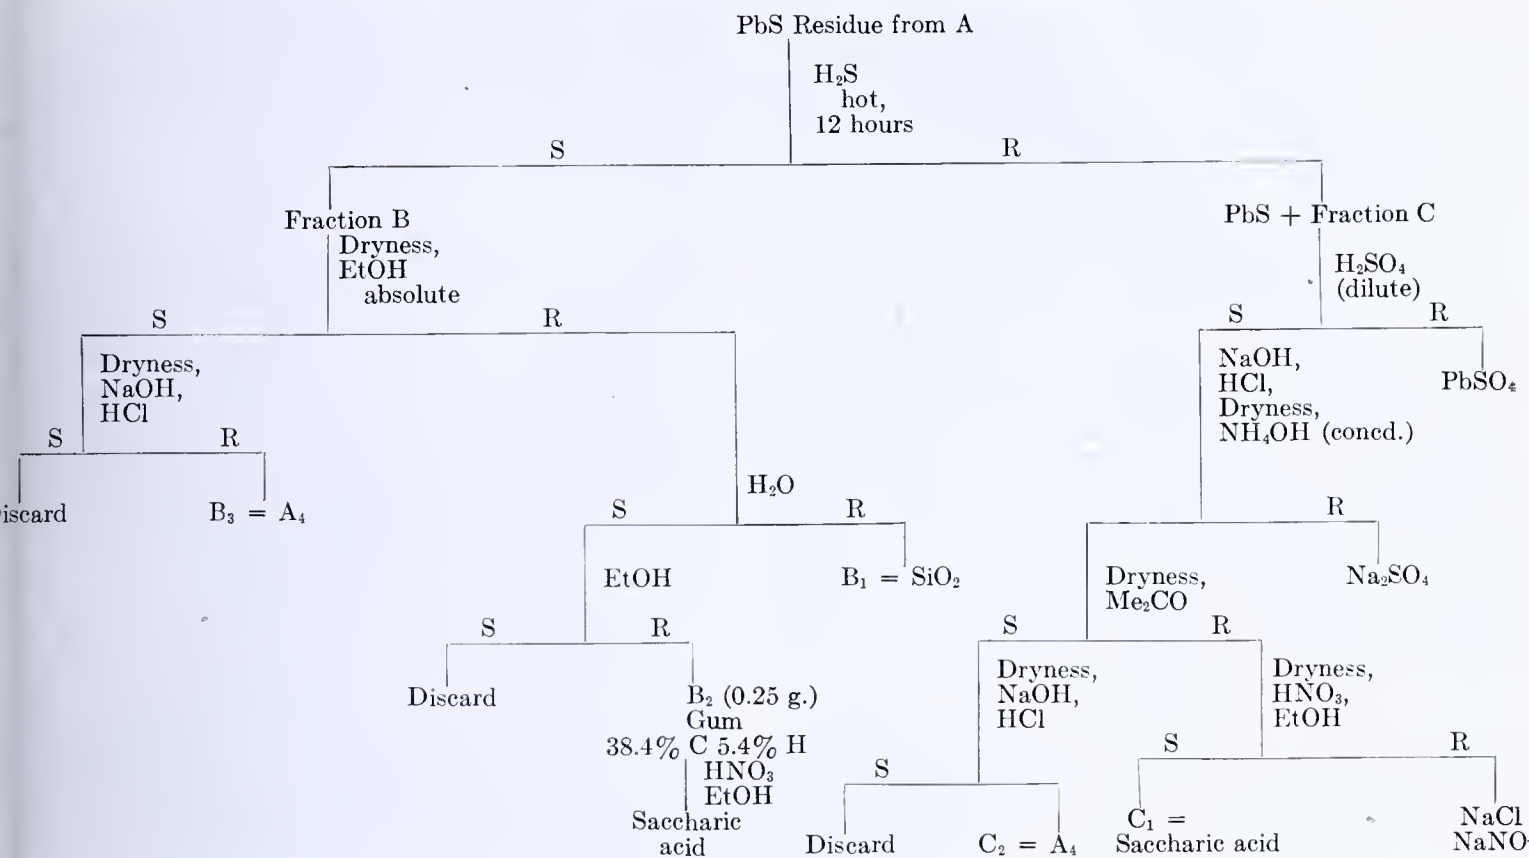 PbS Residue from A
H₂S
hot,
12 hours
S
R
Fraction B
Dryness,
EtOH
absolute
PbS + Fraction C
H₂SO₄
(dilute)
S
R
S
R
Dryness,
NaOH,
HCl
NaOH,
HCl,
Dryness,
NH₄OH (concd.)
PbSO₄
S
R
iscard
B₃ = A₄
H₂O
S
R
R
EtOH
B₁ = SiO₂
Dryness,
Me₂CO
Na₂SO₄
S
R
S
R
Discard
B₂ (0.25 g.)
Gum
38.4% C 5.4% H
HNO₃
EtOH
Saccharic
acid
Dryness,
NaOH,
HCl
Dryness,
HNO₃,
EtOH
S
S
R
Discard
C₂ = A₄
C₁ =
Saccharic acid
NaCl
NaNO